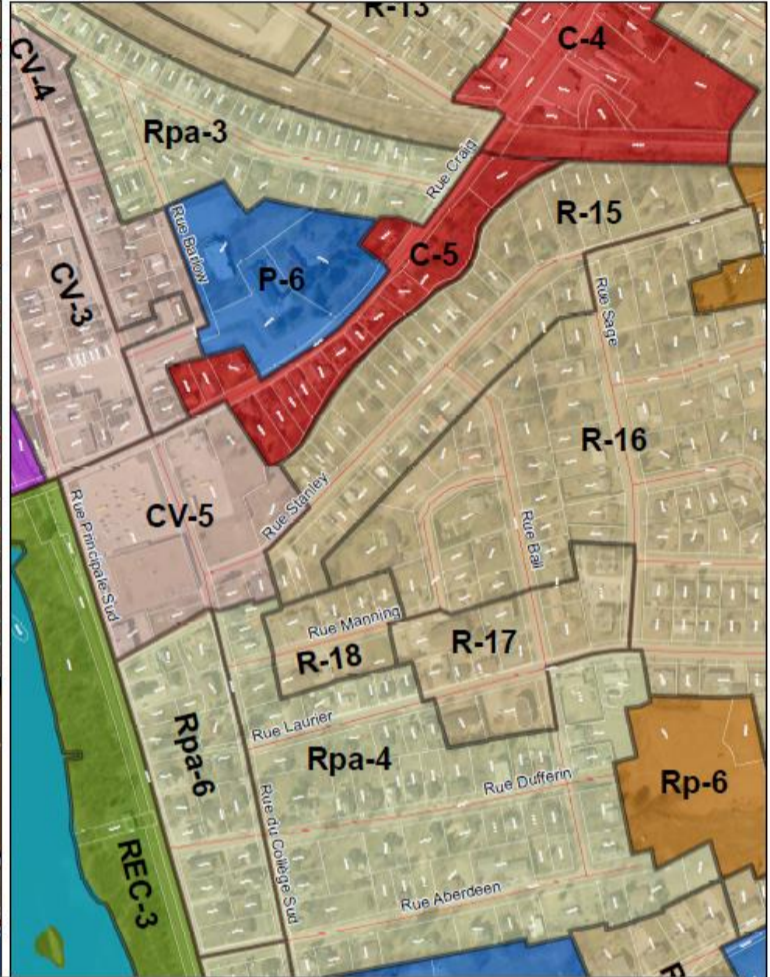 R-13
C-4
CV-4
Rpa-3
Rue Craig
R-15
Rue Barlow
C-5
P-6
CV-3
Rue Sage
R-16
CV-5
Rue Stanley
Rue Principale Sud
Rue Ball
Rue Manning
R-17
R-18
Rue Laurier
Rpa-6
Rpa-4
Rue Dufferin
Rp-6
Rue du Collège Sud
REC-3
Rue Aberdeen